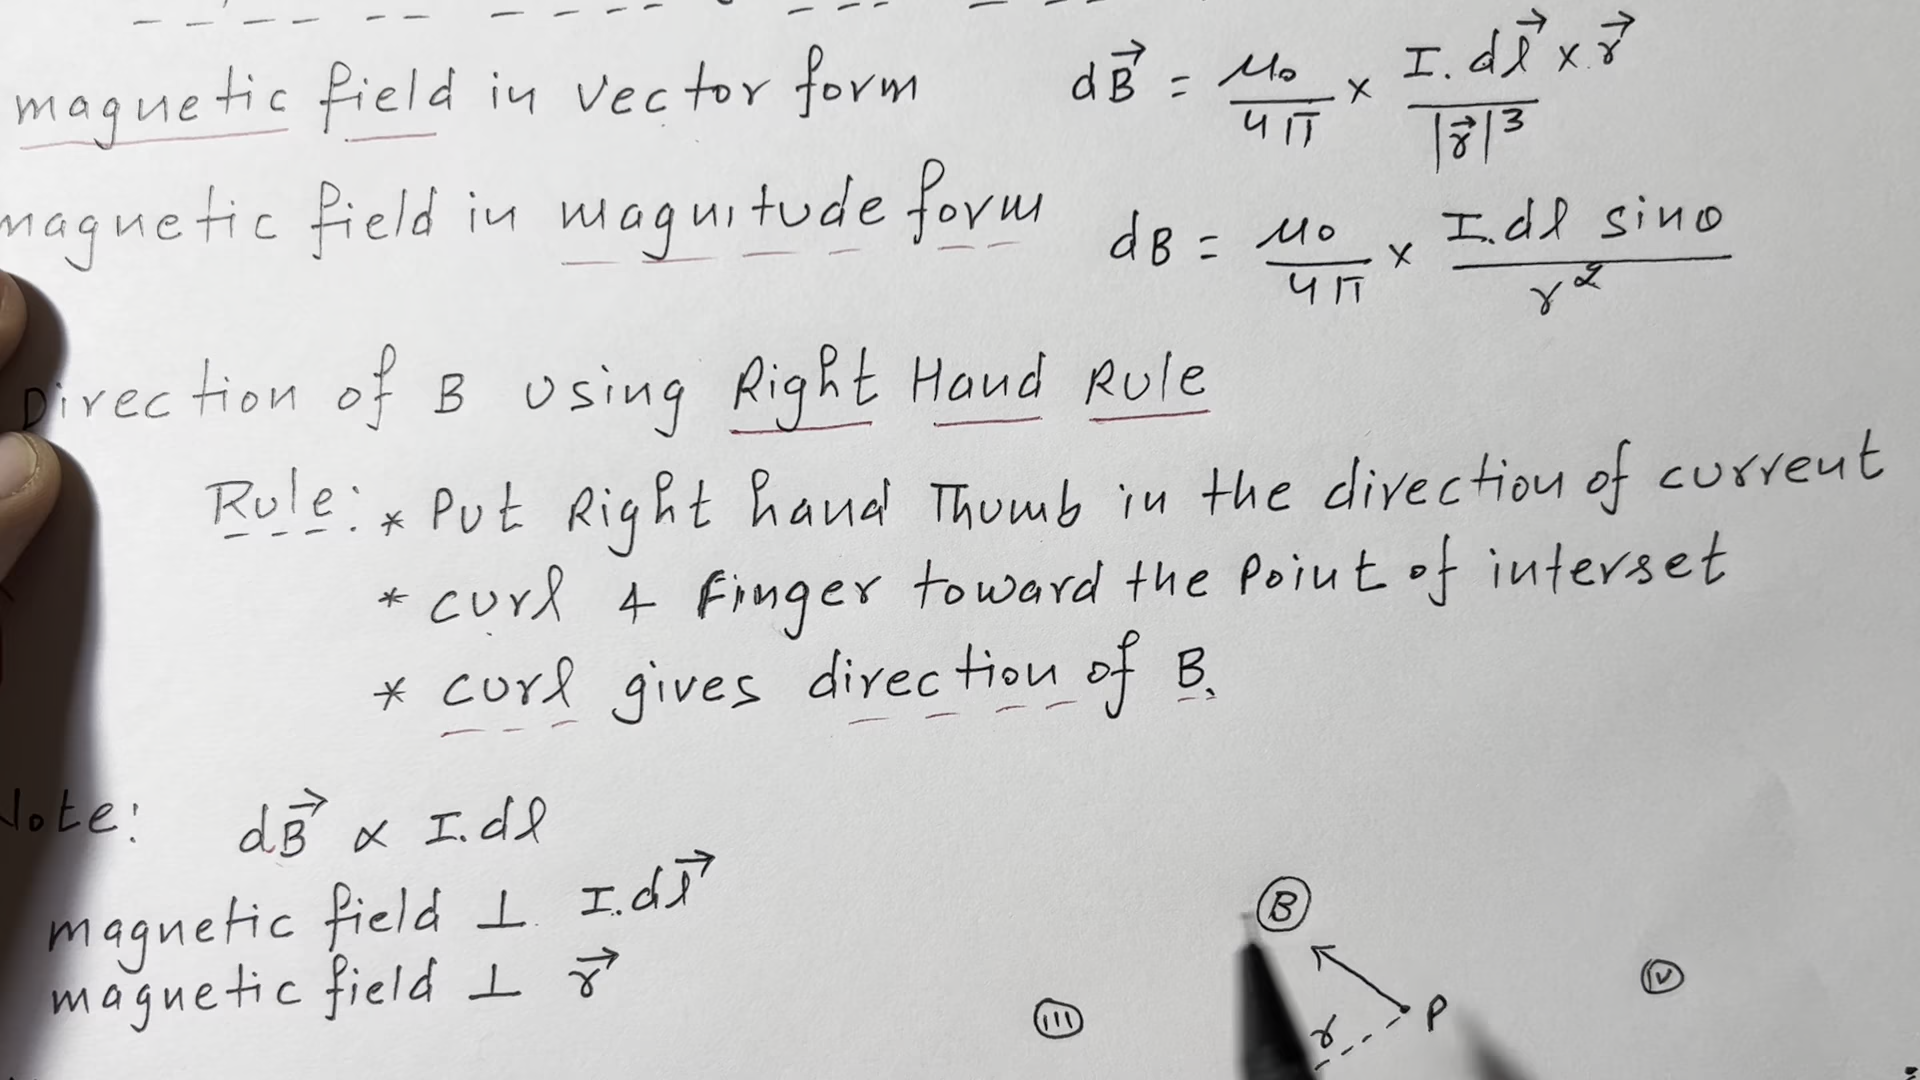 magnetic field in vector form dB⃗ = μ₀/4π × I.dl⃗ × r⃗/|r⃗|³
magnetic field in magnitude form dB = μ₀/4π × I.dl sinθ/r²
Direction of B using Right Hand Rule
Rule: * Put Right hand Thumb in the direction of current
* curl 4 Finger toward the Point of interset
* curl gives direction of B.
Note: dB⃗ ∝ I.dl
magnetic field ⊥ I.dl⃗
magnetic field ⊥ r⃗
B
iii
iv
P
r